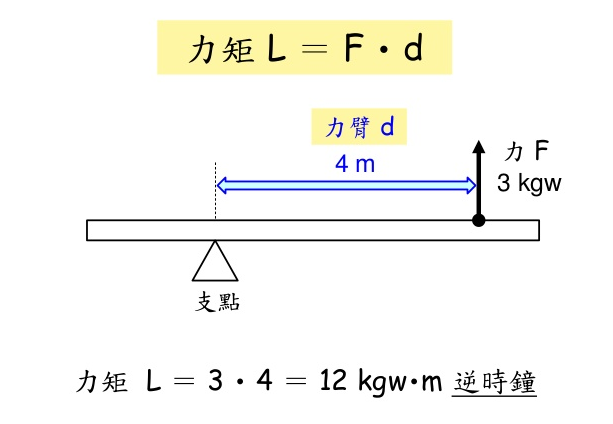 力矩 L = F • d
力臂 d
4 m
力 F
3 kgw
支點
力矩 L = 3 • 4 = 12 kgw•m 逆時鐘